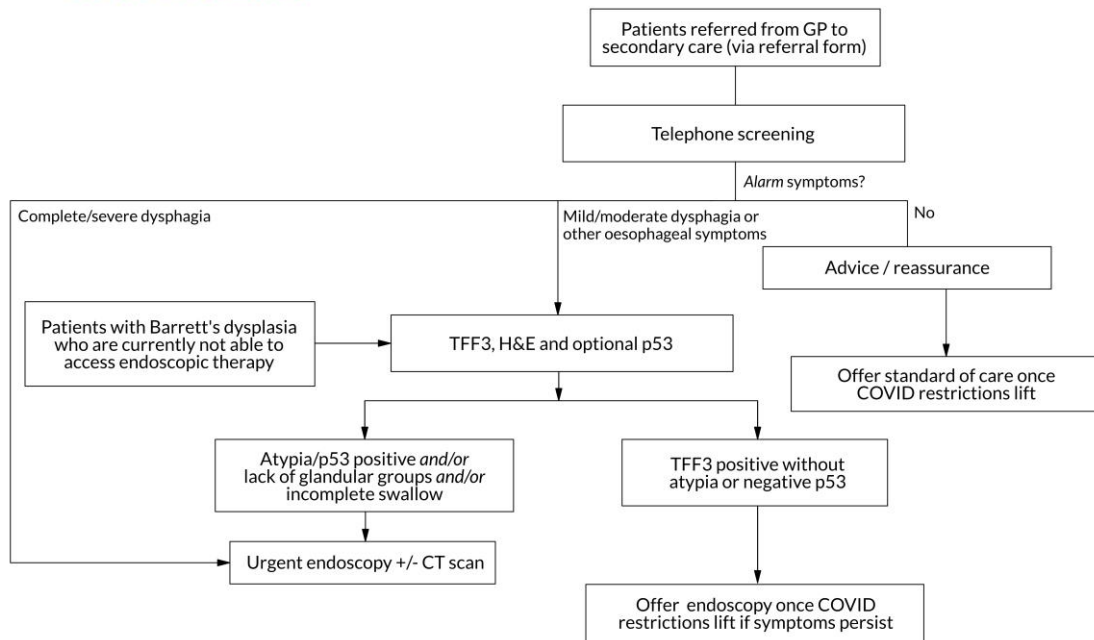 Patients referred from GP to
secondary care (via referral form)
Telephone screening
Alarm symptoms?
Complete/severe dysphagia
Mild/moderate dysphagia or
other oesophageal symptoms
No
Advice / reassurance
Patients with Barrett's dysplasia
who are currently not able to
access endoscopic therapy
TFF3, H&E and optional p53
Offer standard of care once
COVID restrictions lift
Atypia/p53 positive and/or
lack of glandular groups and/or
incomplete swallow
TFF3 positive without
atypia or negative p53
Urgent endoscopy +/- CT scan
Offer endoscopy once COVID
restrictions lift if symptoms persist